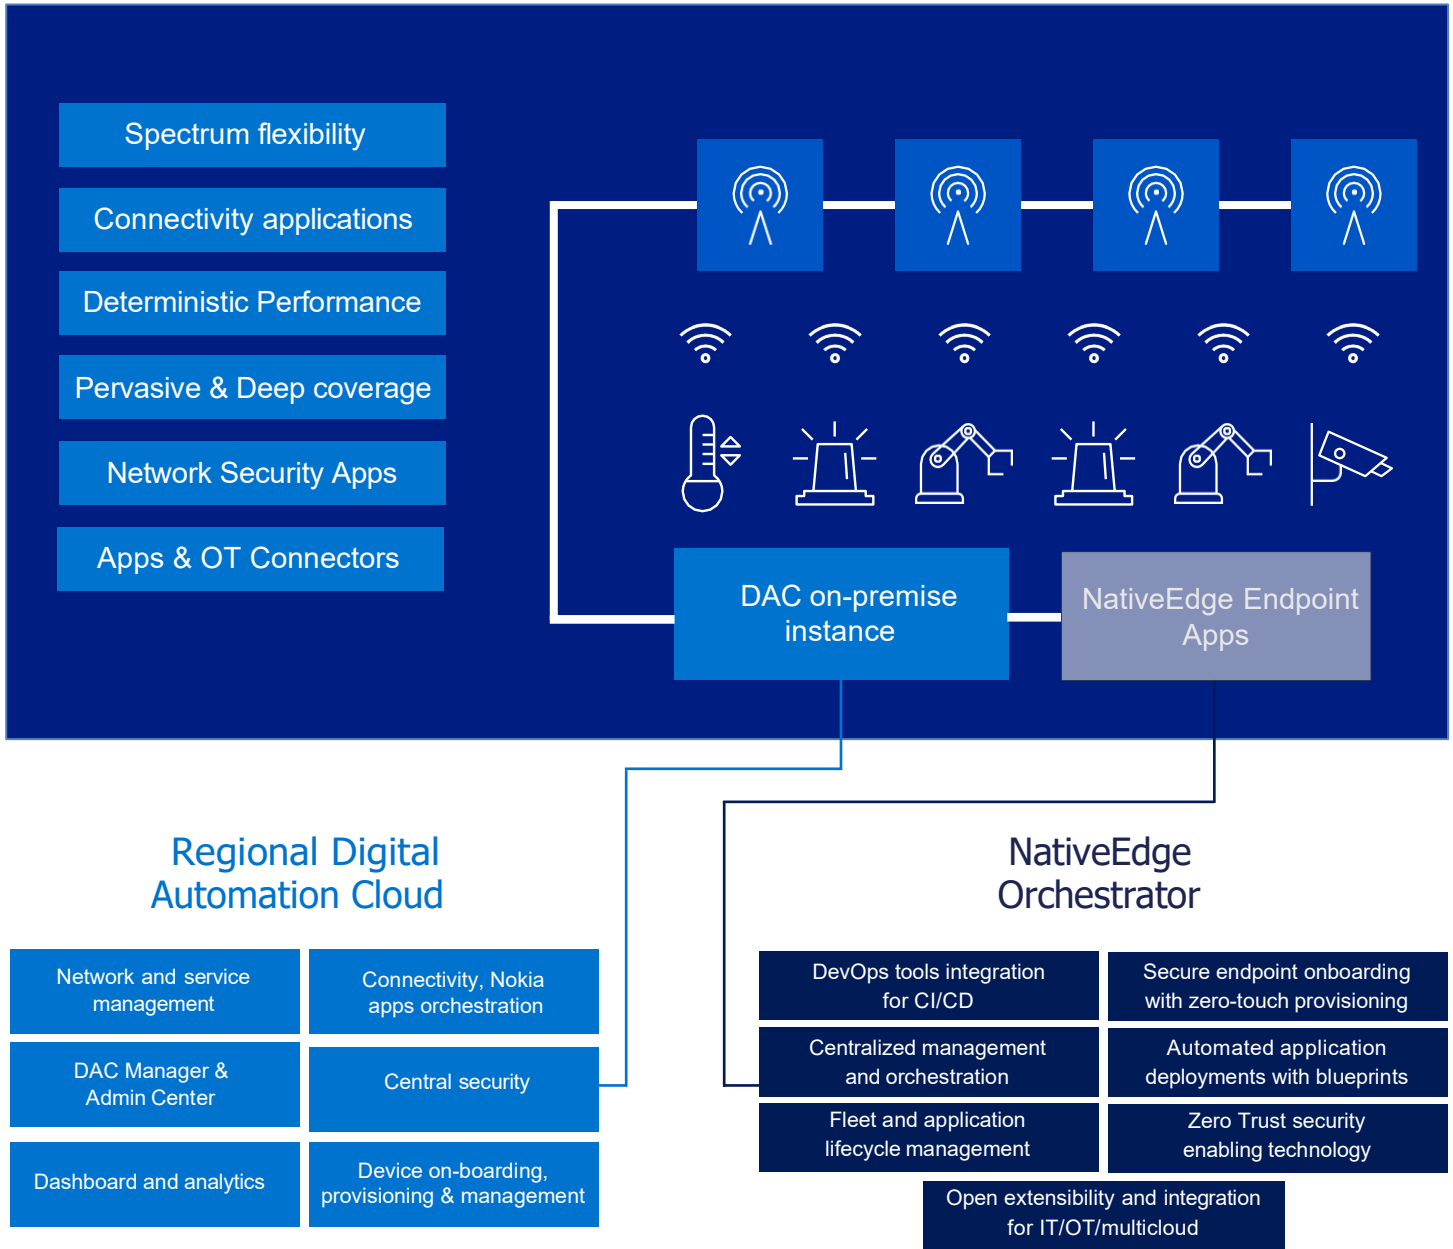 Spectrum flexibility
Connectivity applications
Deterministic Performance
Pervasive & Deep coverage
Network Security Apps
Apps & OT Connectors
DAC on-premise
instance
NativeEdge Endpoint
Apps
Regional Digital
Automation Cloud
Network and service
management
Connectivity, Nokia
apps orchestration
DAC Manager &
Admin Center
Central security
Dashboard and analytics
Device on-boarding,
provisioning & management
NativeEdge
Orchestrator
DevOps tools integration
for CI/CD
Secure endpoint onboarding
with zero-touch provisioning
Centralized management
and orchestration
Automated application
deployments with blueprints
Fleet and application
lifecycle management
Zero Trust security
enabling technology
Open extensibility and integration
for IT/OT/multicloud